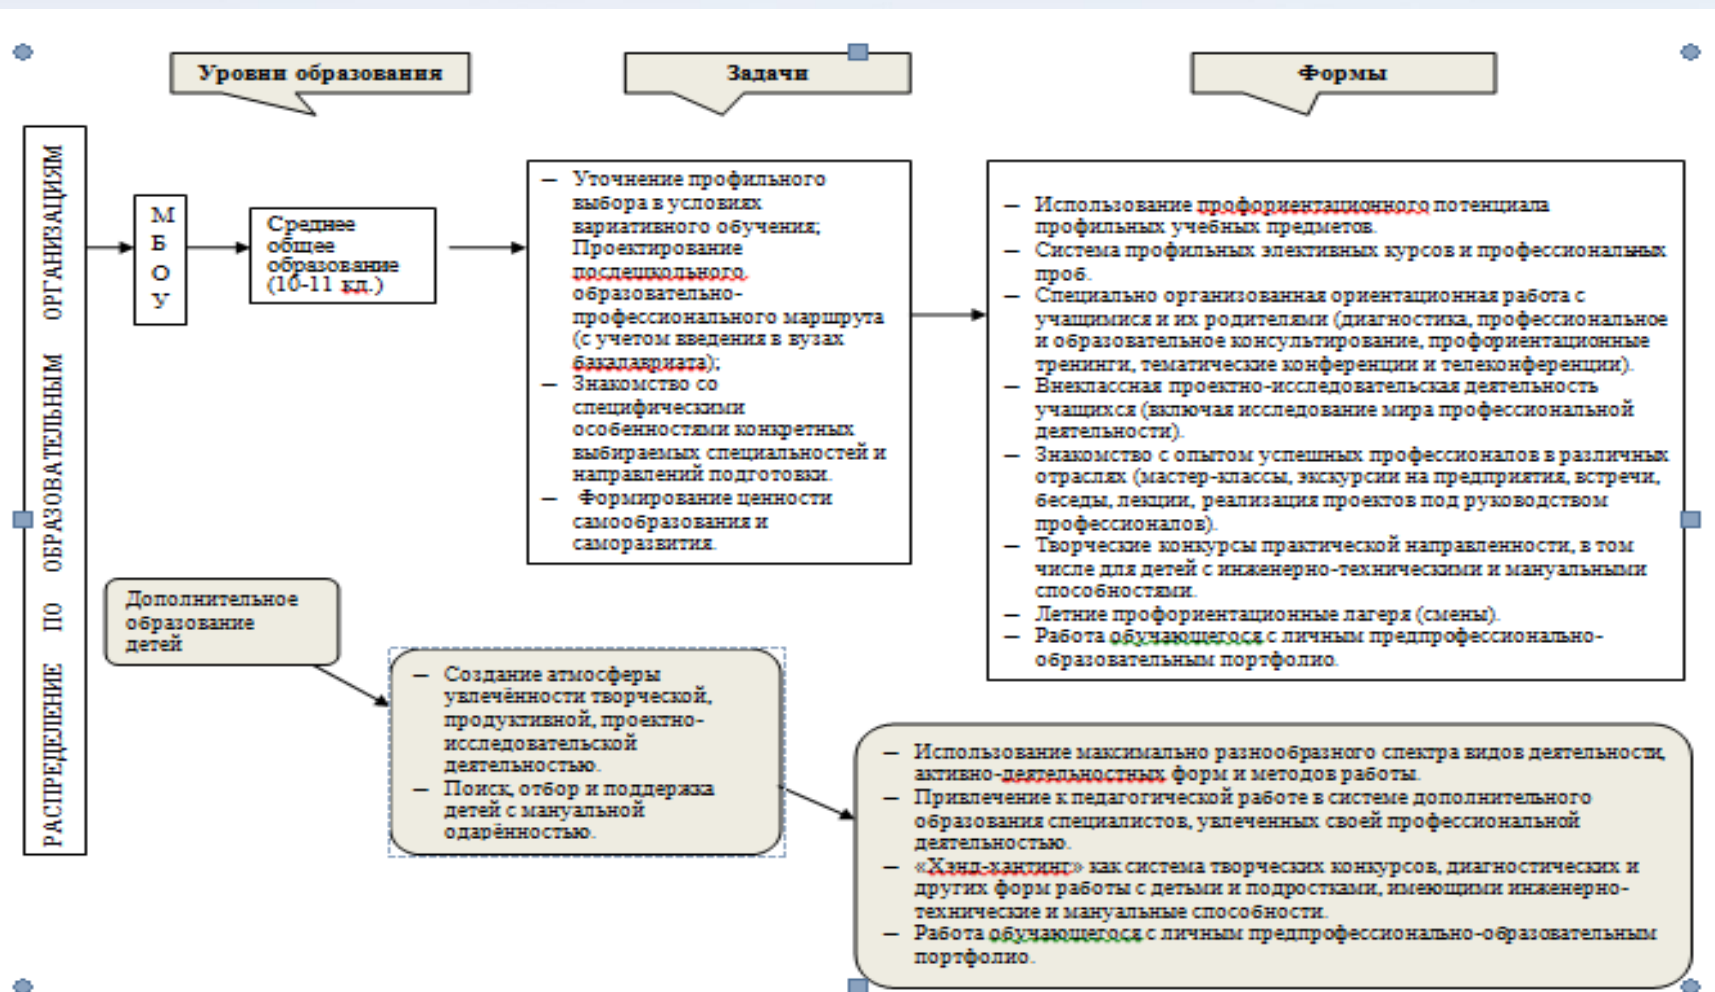 Уровни образования
Задачи
Формы
РАСПРЕДЕЛЕНИЕ ПО ОБРАЗОВАТЕЛЬНЫМ ОРГАНИЗАЦИЯМ
М
Б
О
У
Среднее
общее
образование
(10-11 кл.)
— Уточнение профильного
выбора в условиях
вариативного обучения;
Проектирование
послешкольного
образовательно-
профессионального маршрута
(с учетом введения в вузах
бакалавриата);
— Знакомство со
специфическими
особенностями конкретных
выбираемых специальностей и
направлений подготовки.
— Формирование ценности
самообразования и
саморазвития.
— Использование профориентационного потенциала
профильных учебных предметов.
— Система профильных элективных курсов и профессиональных
проб.
— Специально организованная ориентационная работа с
учащимися и их родителями (диагностика, профессиональное
и образовательное консультирование, профориентационные
тренинги, тематические конференции и телеконференции).
— Внеклассная проектно-исследовательская деятельность
учащихся (включая исследование мира профессиональной
деятельности).
— Знакомство с опытом успешных профессионалов в различных
отраслях (мастер-классы, экскурсии на предприятия, встречи,
беседы, лекции, реализация проектов под руководством
профессионалов).
— Творческие конкурсы практической направленности, в том
числе для детей с инженерно-техническими и мануальными
способностями.
— Летние профориентационные лагеря (смены).
— Работа обучающегося с личным предпрофессионально-
образовательным портфолио.
Дополнительное
образование
детей
— Создание атмосферы
увлечённости творческой,
продуктивной, проектно-
исследовательской
деятельностью.
— Поиск, отбор и поддержка
детей с мануальной
одарённостью.
— Использование максимально разнообразного спектра видов деятельности,
активно-деятельностных форм и методов работы.
— Привлечение к педагогической работе в системе дополнительного
образования специалистов, увлеченных своей профессиональной
деятельностью.
— «Хэнд-хантинг» как система творческих конкурсов, диагностических и
других форм работы с детьми и подростками, имеющими инженерно-
технические и мануальные способности.
— Работа обучающегося с личным предпрофессионально-образовательным
портфолио.